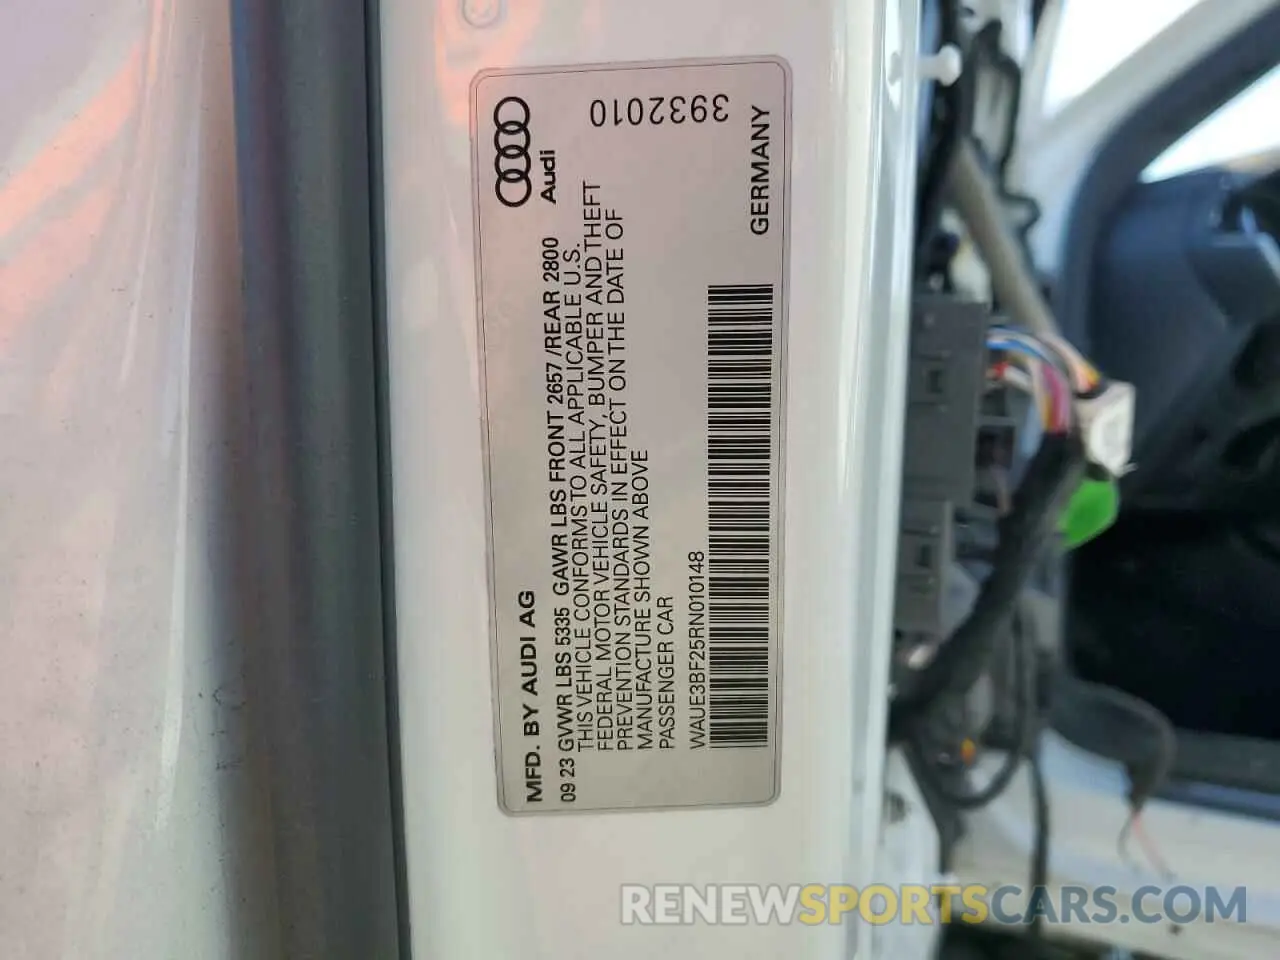 MFD. BY AUDI AG
Audi
09 23 GVWR LBS 5335 GAWR LBS FRONT 2657 /REAR 2800
THIS VEHICLE CONFORMS TO ALL APPLICABLE U.S.
FEDERAL MOTOR VEHICLE SAFETY, BUMPER AND THEFT
PREVENTION STANDARDS IN EFFECT ON THE DATE OF
MANUFACTURE SHOWN ABOVE
PASSENGER CAR
WAUE3BF25RN010148
GERMANY
3932010
RENEWSPORTSCARS.COM